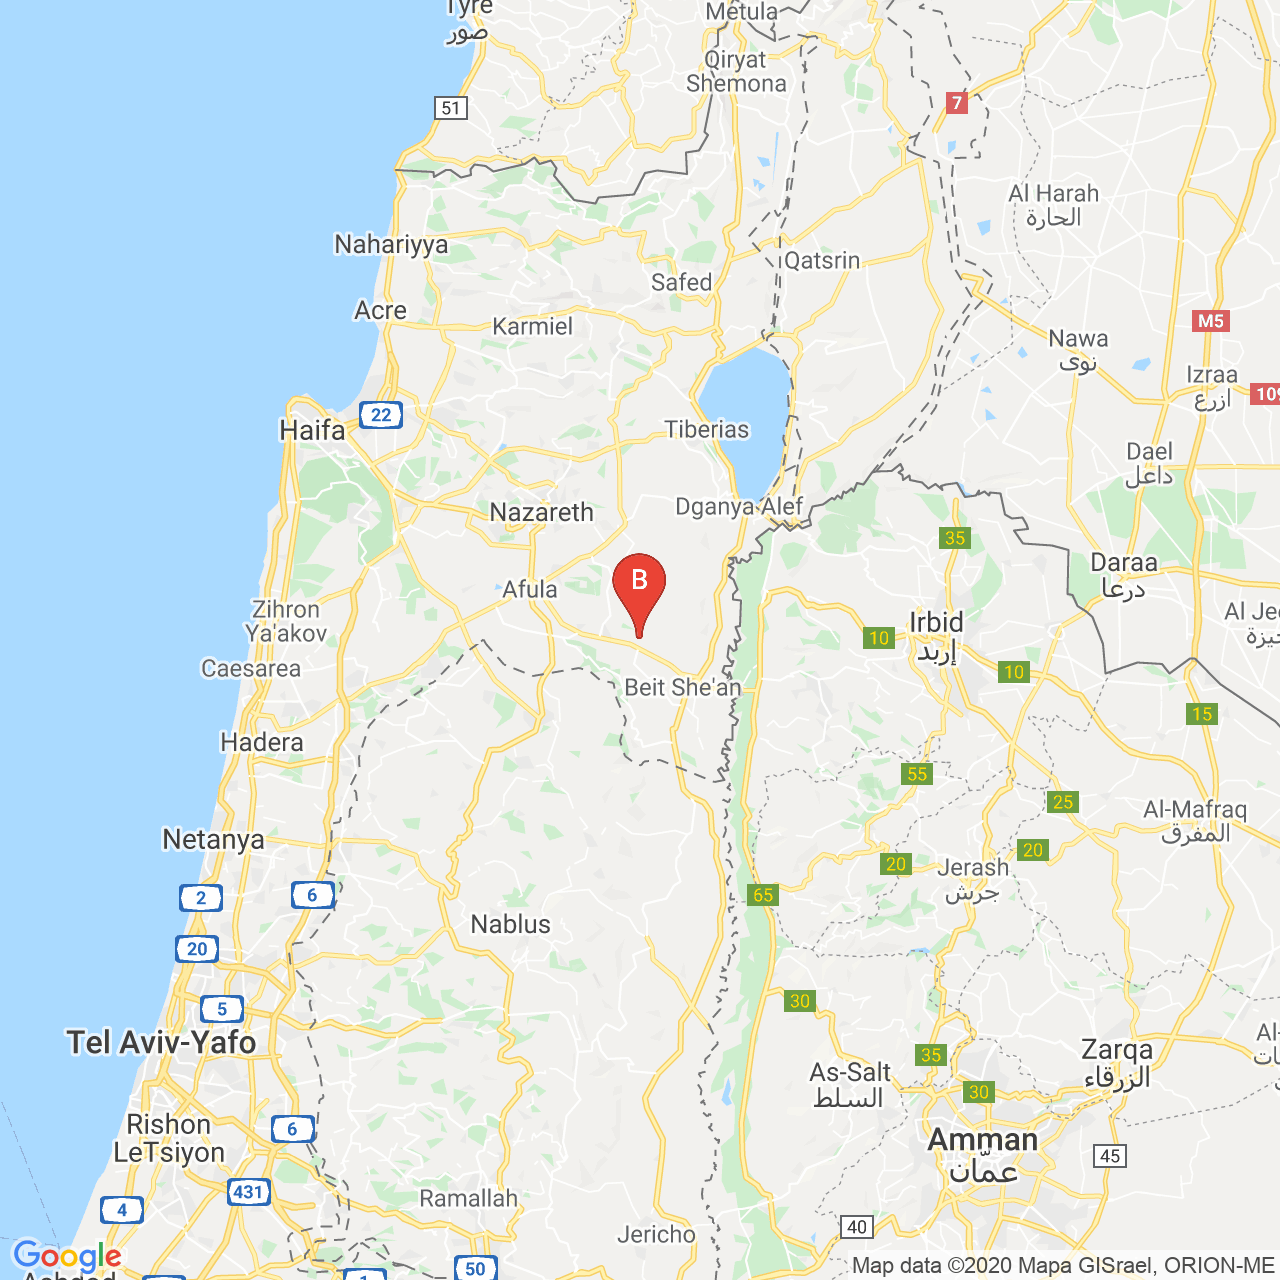 Tyre
صور
Metula
Qiryat
Shemona
51
7
Al Harah
الحارة
Nahariyya
Qatsrin
Safed
Acre
Karmiel
M5
Nawa
نوى
Izraa
ازرع
109
22
Haifa
Tiberias
Dael
داعل
Nazareth
Dganya Alef
35
Daraa
درعا
B
Afula
Zihron
Ya'akov
Irbid
إربد
10
Al Jee
جيزة
Caesarea
Beit She'an
10
15
Hadera
55
25
Al-Mafraq
المفرق
Netanya
20
20
Jerash
جرش
2
6
65
Nablus
20
5
30
Tel Aviv-Yafo
35
Zarqa
الزرقاء
Al-
As-Salt
السلط
30
Rishon
LeTsiyon
6
Amman
عمّان
45
431
4
Ramallah
Jericho
40
Google
50
1
Ashdod
Map data ©2020 Mapa GISrael, ORION-ME